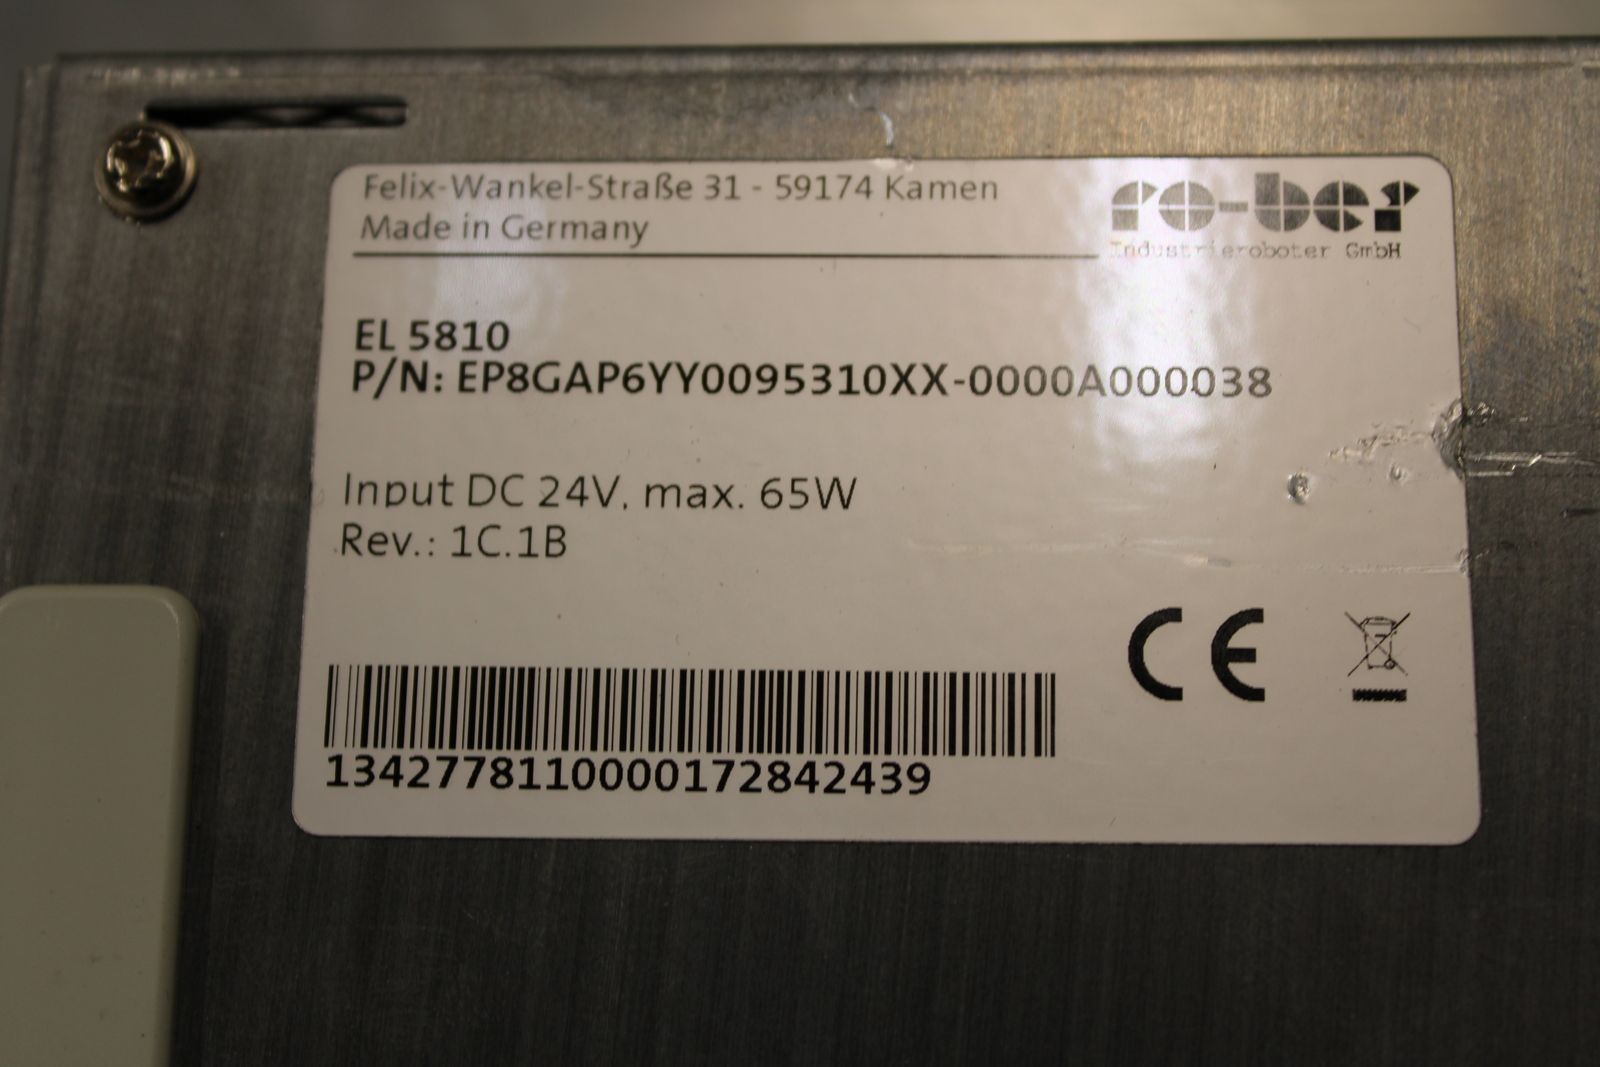 Felix-Wankel-Straße 31 - 59174 Kamen
Made in Germany
ro-ber
Industrieroboter GmbH
EL 5810
P/N: EP8GAP6YY0095310XX-0000A000038
Input DC 24V, max. 65W
Rev.: 1C.1B
CE
1342778110000172842439